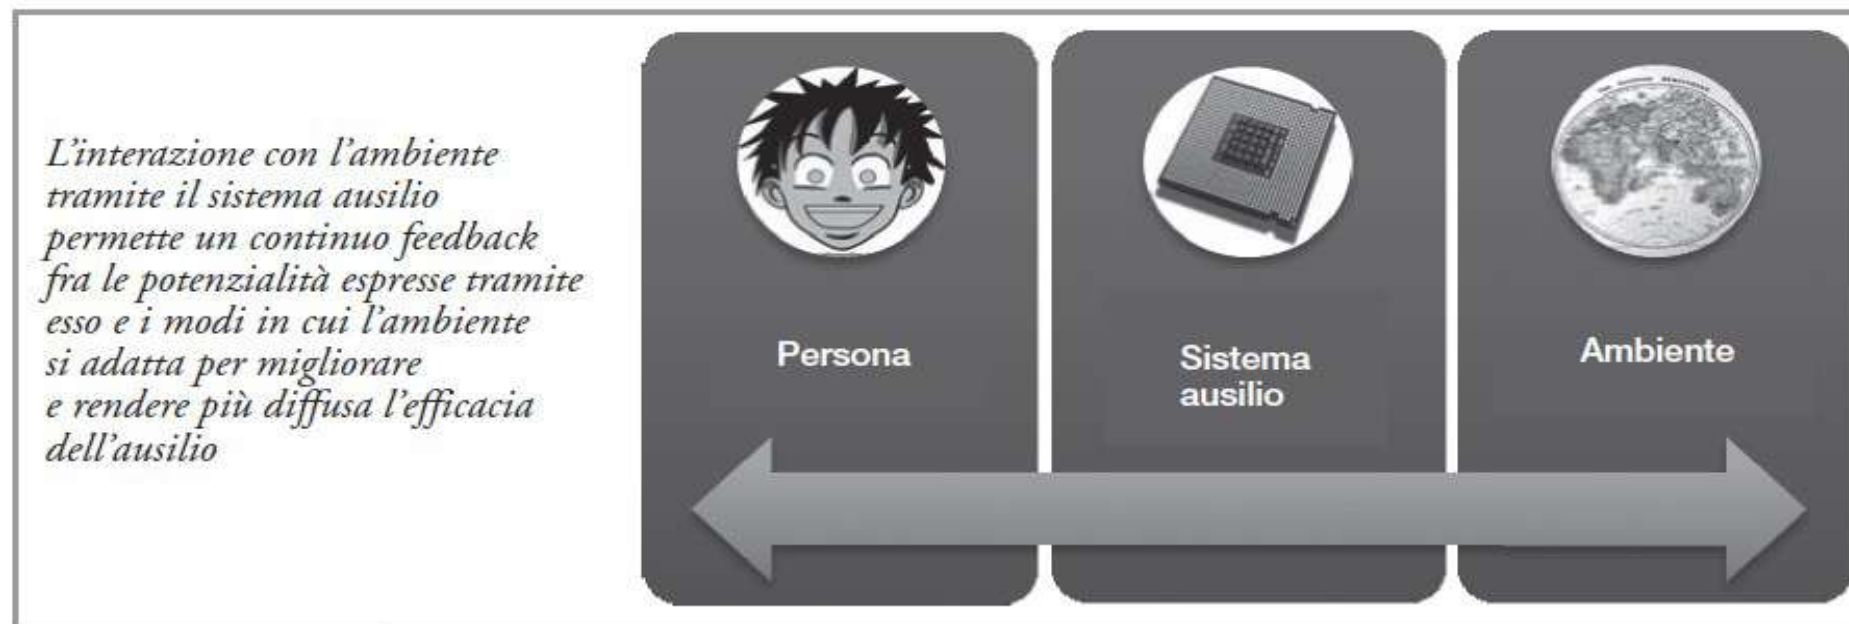 L'interazione con l'ambiente
tramite il sistema ausilio
permette un continuo feedback
fra le potenzialità espresse tramite
esso e i modi in cui l'ambiente
si adatta per migliorare
e rendere più diffusa l'efficacia
dell'ausilio
Persona
Sistema
ausilio
Ambiente